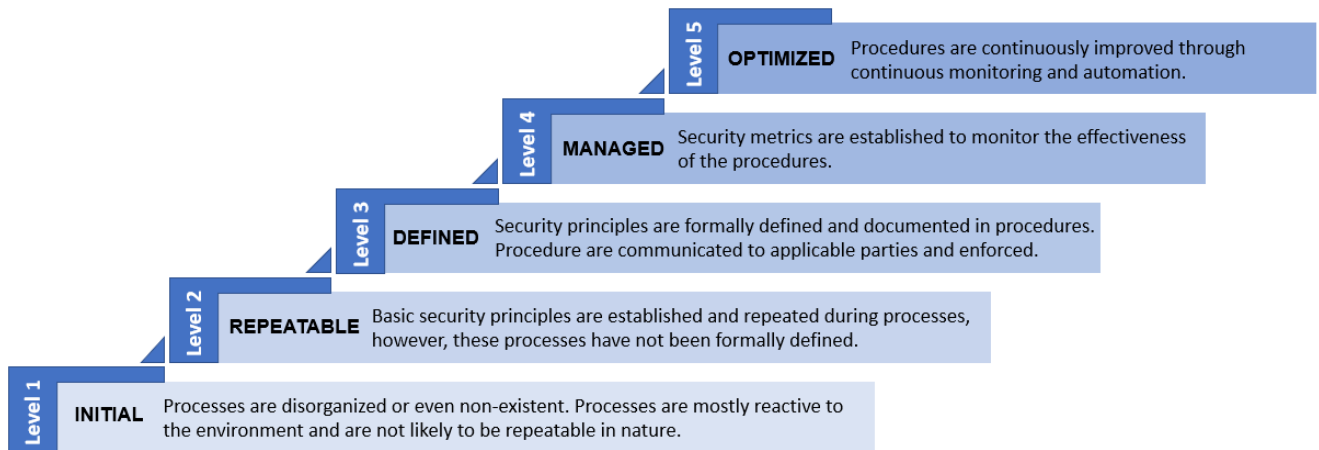 Level 5
OPTIMIZED
Procedures are continuously improved through
continuous monitoring and automation.
Level 4
MANAGED
Security metrics are established to monitor the effectiveness
of the procedures.
Level 3
DEFINED
Security principles are formally defined and documented in procedures.
Procedure are communicated to applicable parties and enforced.
Level 2
REPEATABLE
Basic security principles are established and repeated during processes,
however, these processes have not been formally defined.
Level 1
INITIAL
Processes are disorganized or even non-existent. Processes are mostly reactive to
the environment and are not likely to be repeatable in nature.